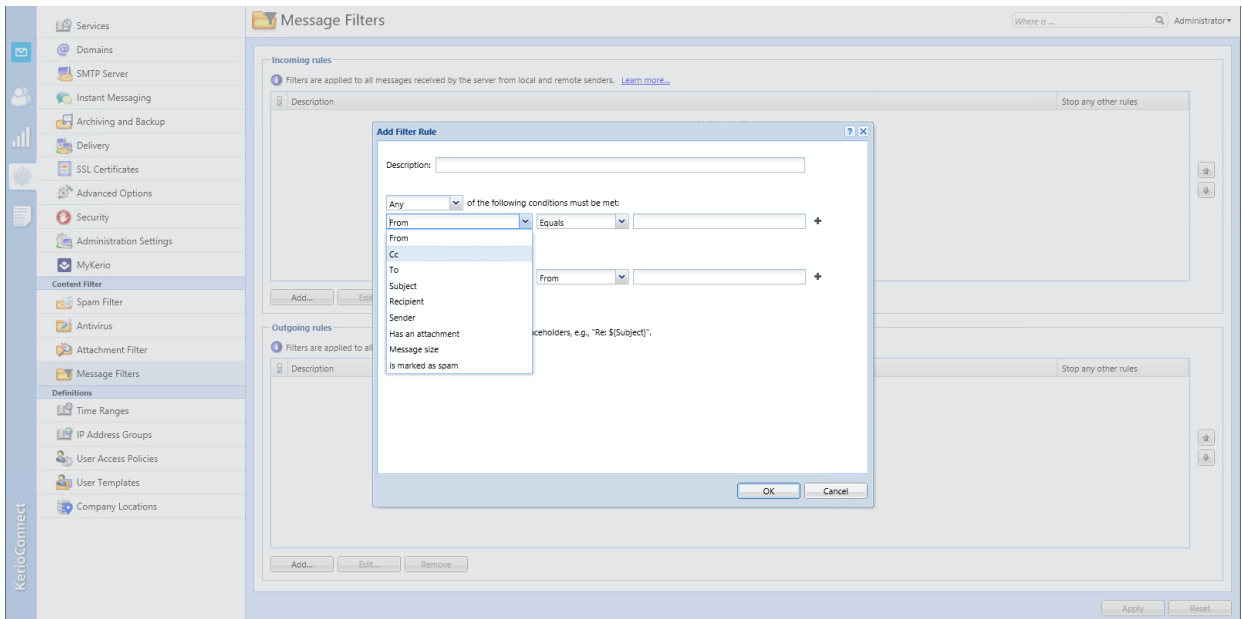 Services
Domains
SMTP Server
Instant Messaging
Archiving and Backup
Delivery
SSL Certificates
Advanced Options
Security
Administration Settings
MyKerio
Content Filter
Spam Filter
Antivirus
Attachment Filter
Message Filters
Definitions
Time Ranges
IP Address Groups
User Access Policies
User Templates
Company Locations
KerioConnect
Message Filters
Where is ...
Administrator
Incoming rules
Filters are applied to all messages received by the server from local and remote senders. Learn more...
Description Stop any other rules
Add Filter Rule
Description:
Any of the following conditions must be met:
From Equals
From
Cc
To
Subject
Recipient
Sender
Has an attachment
Message size
Is marked as spam
From
e.g., "Re: ${Subject}".
OK Cancel
Add... Edit
Outgoing rules
Filters are applied to all
Description Stop any other rules
Add... Edit... Remove
Apply Reset